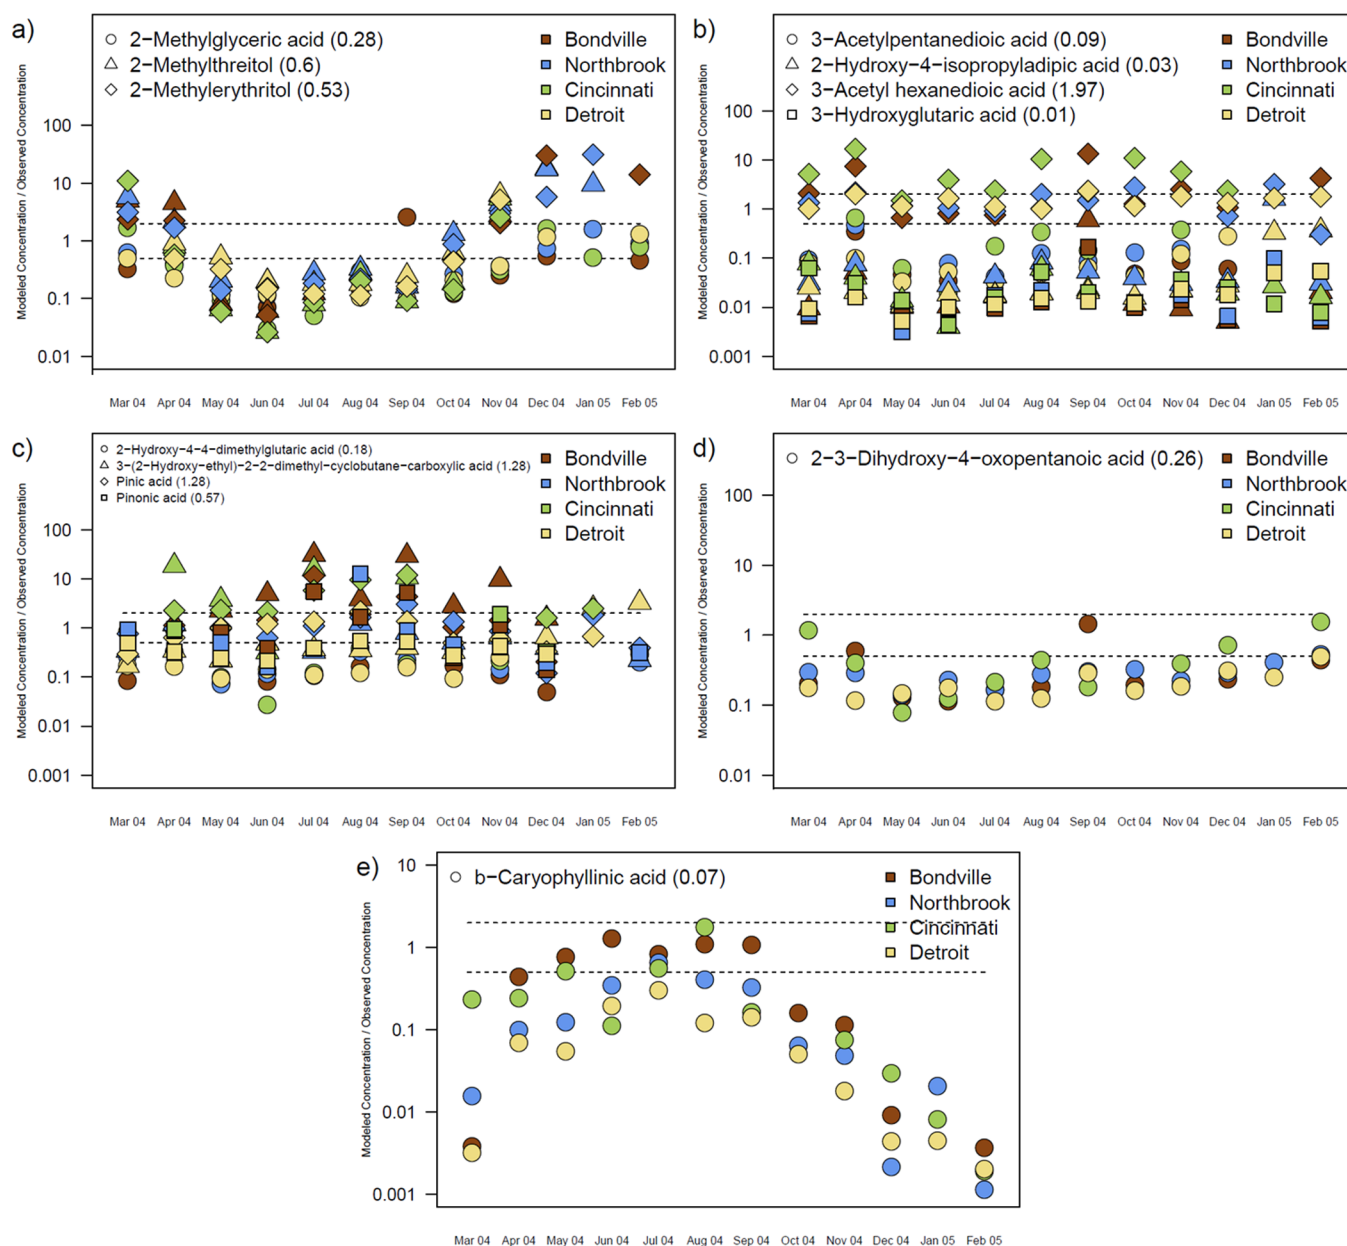 a)
2−Methylglyceric acid (0.28)
2−Methylthreitol (0.6)
2−Methylerythritol (0.53)
Bondville
Northbrook
Cincinnati
Detroit
Modeled Concentration / Observed Concentration
100
10
1
0.1
0.01
Mar 04 Apr 04 May 04 Jun 04 Jul 04 Aug 04 Sep 04 Oct 04 Nov 04 Dec 04 Jan 05 Feb 05
b)
3−Acetylpentanedioic acid (0.09)
2−Hydroxy−4−isopropyladipic acid (0.03)
3−Acetyl hexanedioic acid (1.97)
3−Hydroxyglutaric acid (0.01)
Bondville
Northbrook
Cincinnati
Detroit
Modeled Concentration / Observed Concentration
100
10
1
0.1
0.01
0.001
Mar 04 Apr 04 May 04 Jun 04 Jul 04 Aug 04 Sep 04 Oct 04 Nov 04 Dec 04 Jan 05 Feb 05
c)
2−Hydroxy−4−4−dimethylglutaric acid (0.18)
3−(2−Hydroxy−ethyl)−2−2−dimethyl−cyclobutane−carboxylic acid (1.28)
Pinic acid (1.28)
Pinonic acid (0.57)
Bondville
Northbrook
Cincinnati
Detroit
Modeled Concentration / Observed Concentration
100
10
1
0.1
0.01
0.001
Mar 04 Apr 04 May 04 Jun 04 Jul 04 Aug 04 Sep 04 Oct 04 Nov 04 Dec 04 Jan 05 Feb 05
d)
2−3−Dihydroxy−4−oxopentanoic acid (0.26)
Bondville
Northbrook
Cincinnati
Detroit
Modeled Concentration / Observed Concentration
100
10
1
0.1
0.01
Mar 04 Apr 04 May 04 Jun 04 Jul 04 Aug 04 Sep 04 Oct 04 Nov 04 Dec 04 Jan 05 Feb 05
e)
b−Caryophyllinic acid (0.07)
Bondville
Northbrook
Cincinnati
Detroit
Modeled Concentration / Observed Concentration
10
1
0.1
0.01
0.001
Mar 04 Apr 04 May 04 Jun 04 Jul 04 Aug 04 Sep 04 Oct 04 Nov 04 Dec 04 Jan 05 Feb 05